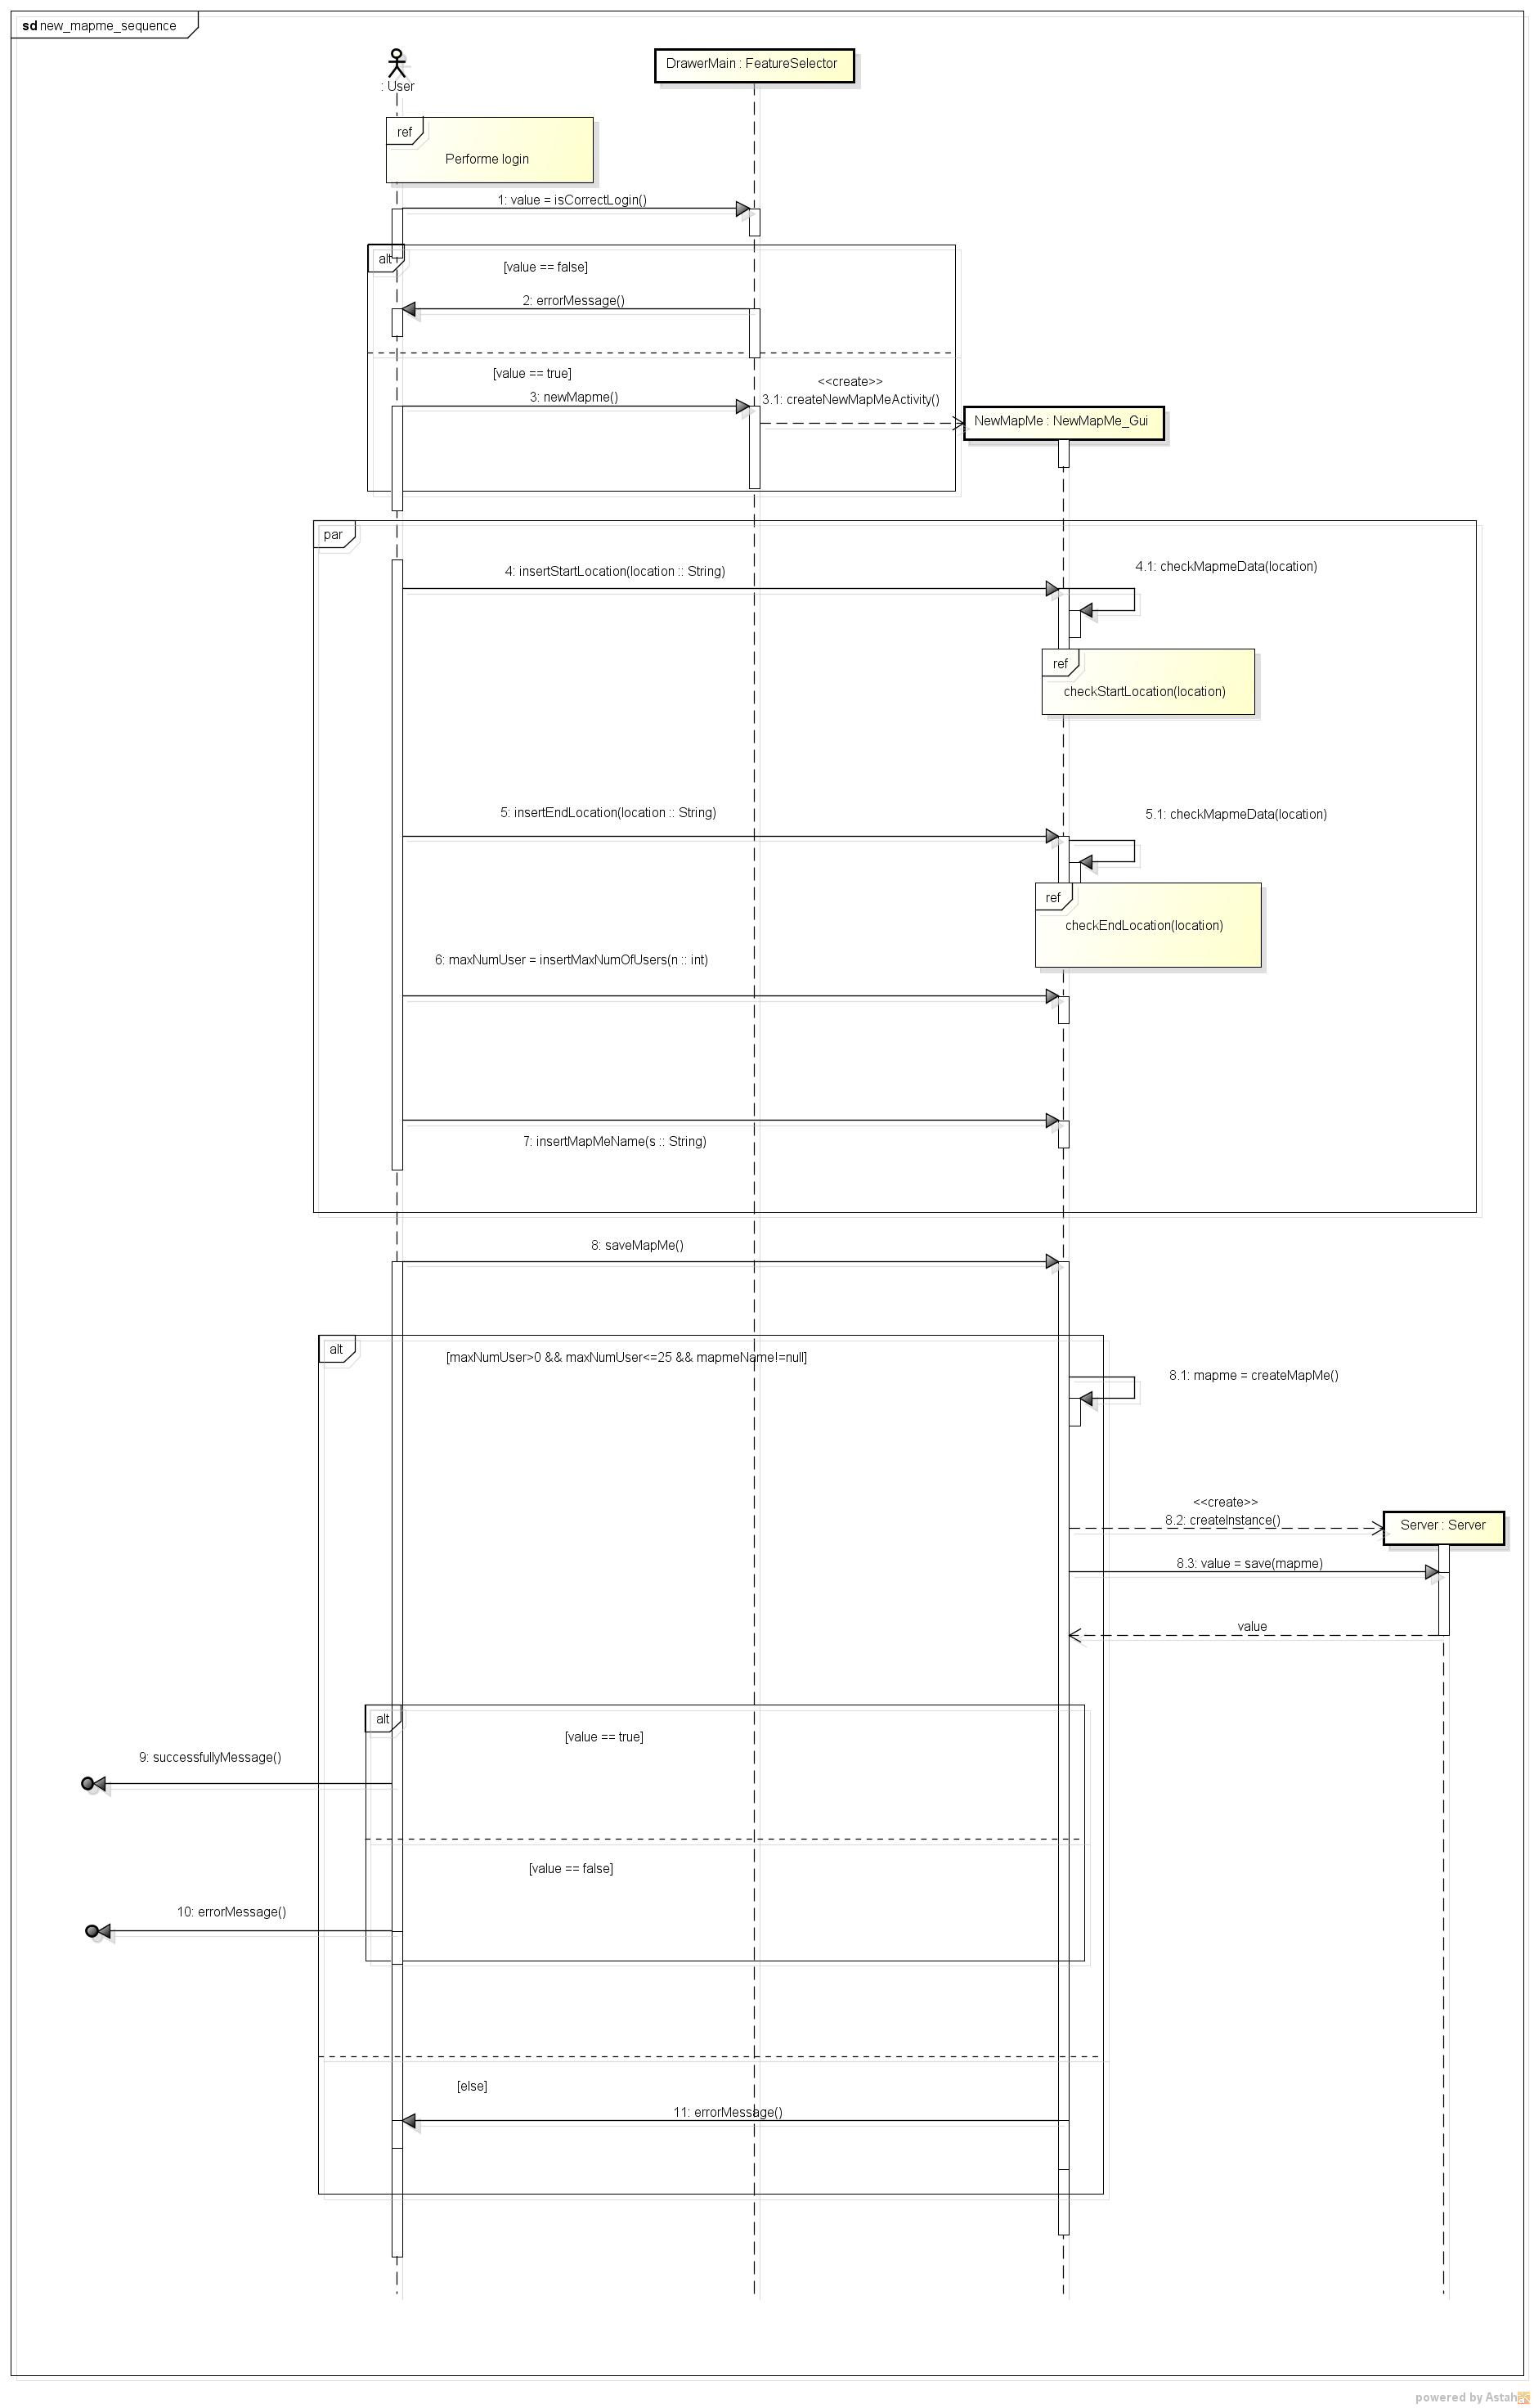 sd new_mapme_sequence
: User
DrawerMain : FeatureSelector
ref
Performe login
1: value = isCorrectLogin()
alt
[value == false]
2: errorMessage()
[value == true]
3: newMapme()
<<create>>
3.1: createNewMapMeActivity()
NewMapMe : NewMapMe_Gui
par
4: insertStartLocation(location :: String)
4.1: checkMapmeData(location)
ref
checkStartLocation(location)
5: insertEndLocation(location :: String)
5.1: checkMapmeData(location)
ref
checkEndLocation(location)
6: maxNumUser = insertMaxNumOfUsers(n :: int)
7: insertMapMeName(s :: String)
8: saveMapMe()
alt
[maxNumUser>0 && maxNumUser<=25 && mapmeName!=null]
8.1: mapme = createMapMe()
<<create>>
8.2: createInstance()
Server : Server
8.3: value = save(mapme)
value
alt
[value == true]
9: successfullyMessage()
[value == false]
10: errorMessage()
[else]
11: errorMessage()
powered by Astah